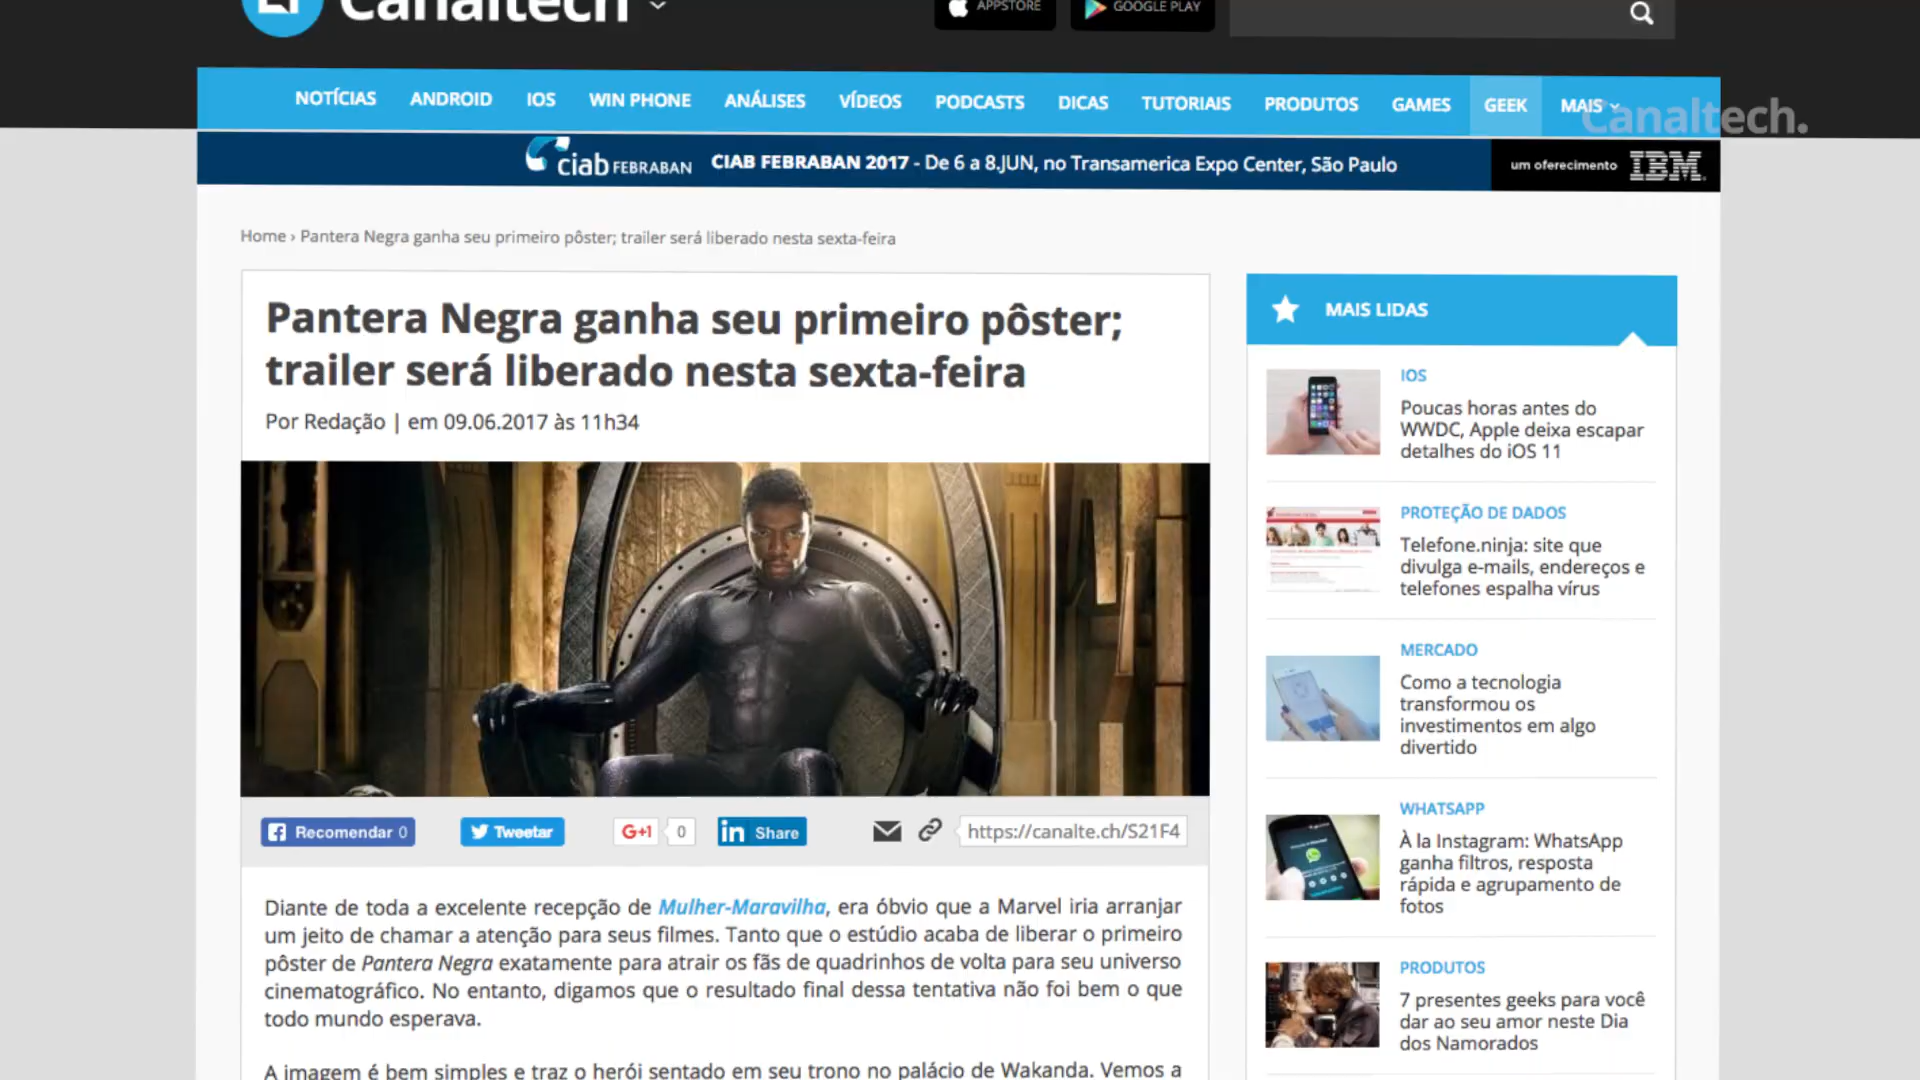 Canaltech
APPSTORE
GOOGLE PLAY
NOTÍCIAS ANDROID IOS WIN PHONE ANÁLISES VÍDEOS PODCASTS DICAS TUTORIAIS PRODUTOS GAMES GEEK MAIS
Canaltech.
ciab FEBRABAN CIAB FEBRABAN 2017 - De 6 a 8.JUN, no Transamerica Expo Center, São Paulo
um oferecimento IBM
Home › Pantera Negra ganha seu primeiro pôster; trailer será liberado nesta sexta-feira
Pantera Negra ganha seu primeiro pôster;
trailer será liberado nesta sexta-feira
Por Redação | em 09.06.2017 às 11h34
Recomendar 0
Tweetar
G+1 0
in Share
https://canalte.ch/S21F4
Diante de toda a excelente recepção de Mulher-Maravilha, era óbvio que a Marvel iria arranjar
um jeito de chamar a atenção para seus filmes. Tanto que o estúdio acaba de liberar o primeiro
pôster de Pantera Negra exatamente para atrair os fãs de quadrinhos de volta para seu universo
cinematográfico. No entanto, digamos que o resultado final dessa tentativa não foi bem o que
todo mundo esperava.
A imagem é bem simples e traz o herói sentado em seu trono no palácio de Wakanda. Vemos a
MAIS LIDAS
IOS
Poucas horas antes do
WWDC, Apple deixa escapar
detalhes do iOS 11
PROTEÇÃO DE DADOS
Telefone.ninja: site que
divulga e-mails, endereços e
telefones espalha vírus
MERCADO
Como a tecnologia
transformou os
investimentos em algo
divertido
WHATSAPP
À la Instagram: WhatsApp
ganha filtros, resposta
rápida e agrupamento de
fotos
PRODUTOS
7 presentes geeks para você
dar ao seu amor neste Dia
dos Namorados